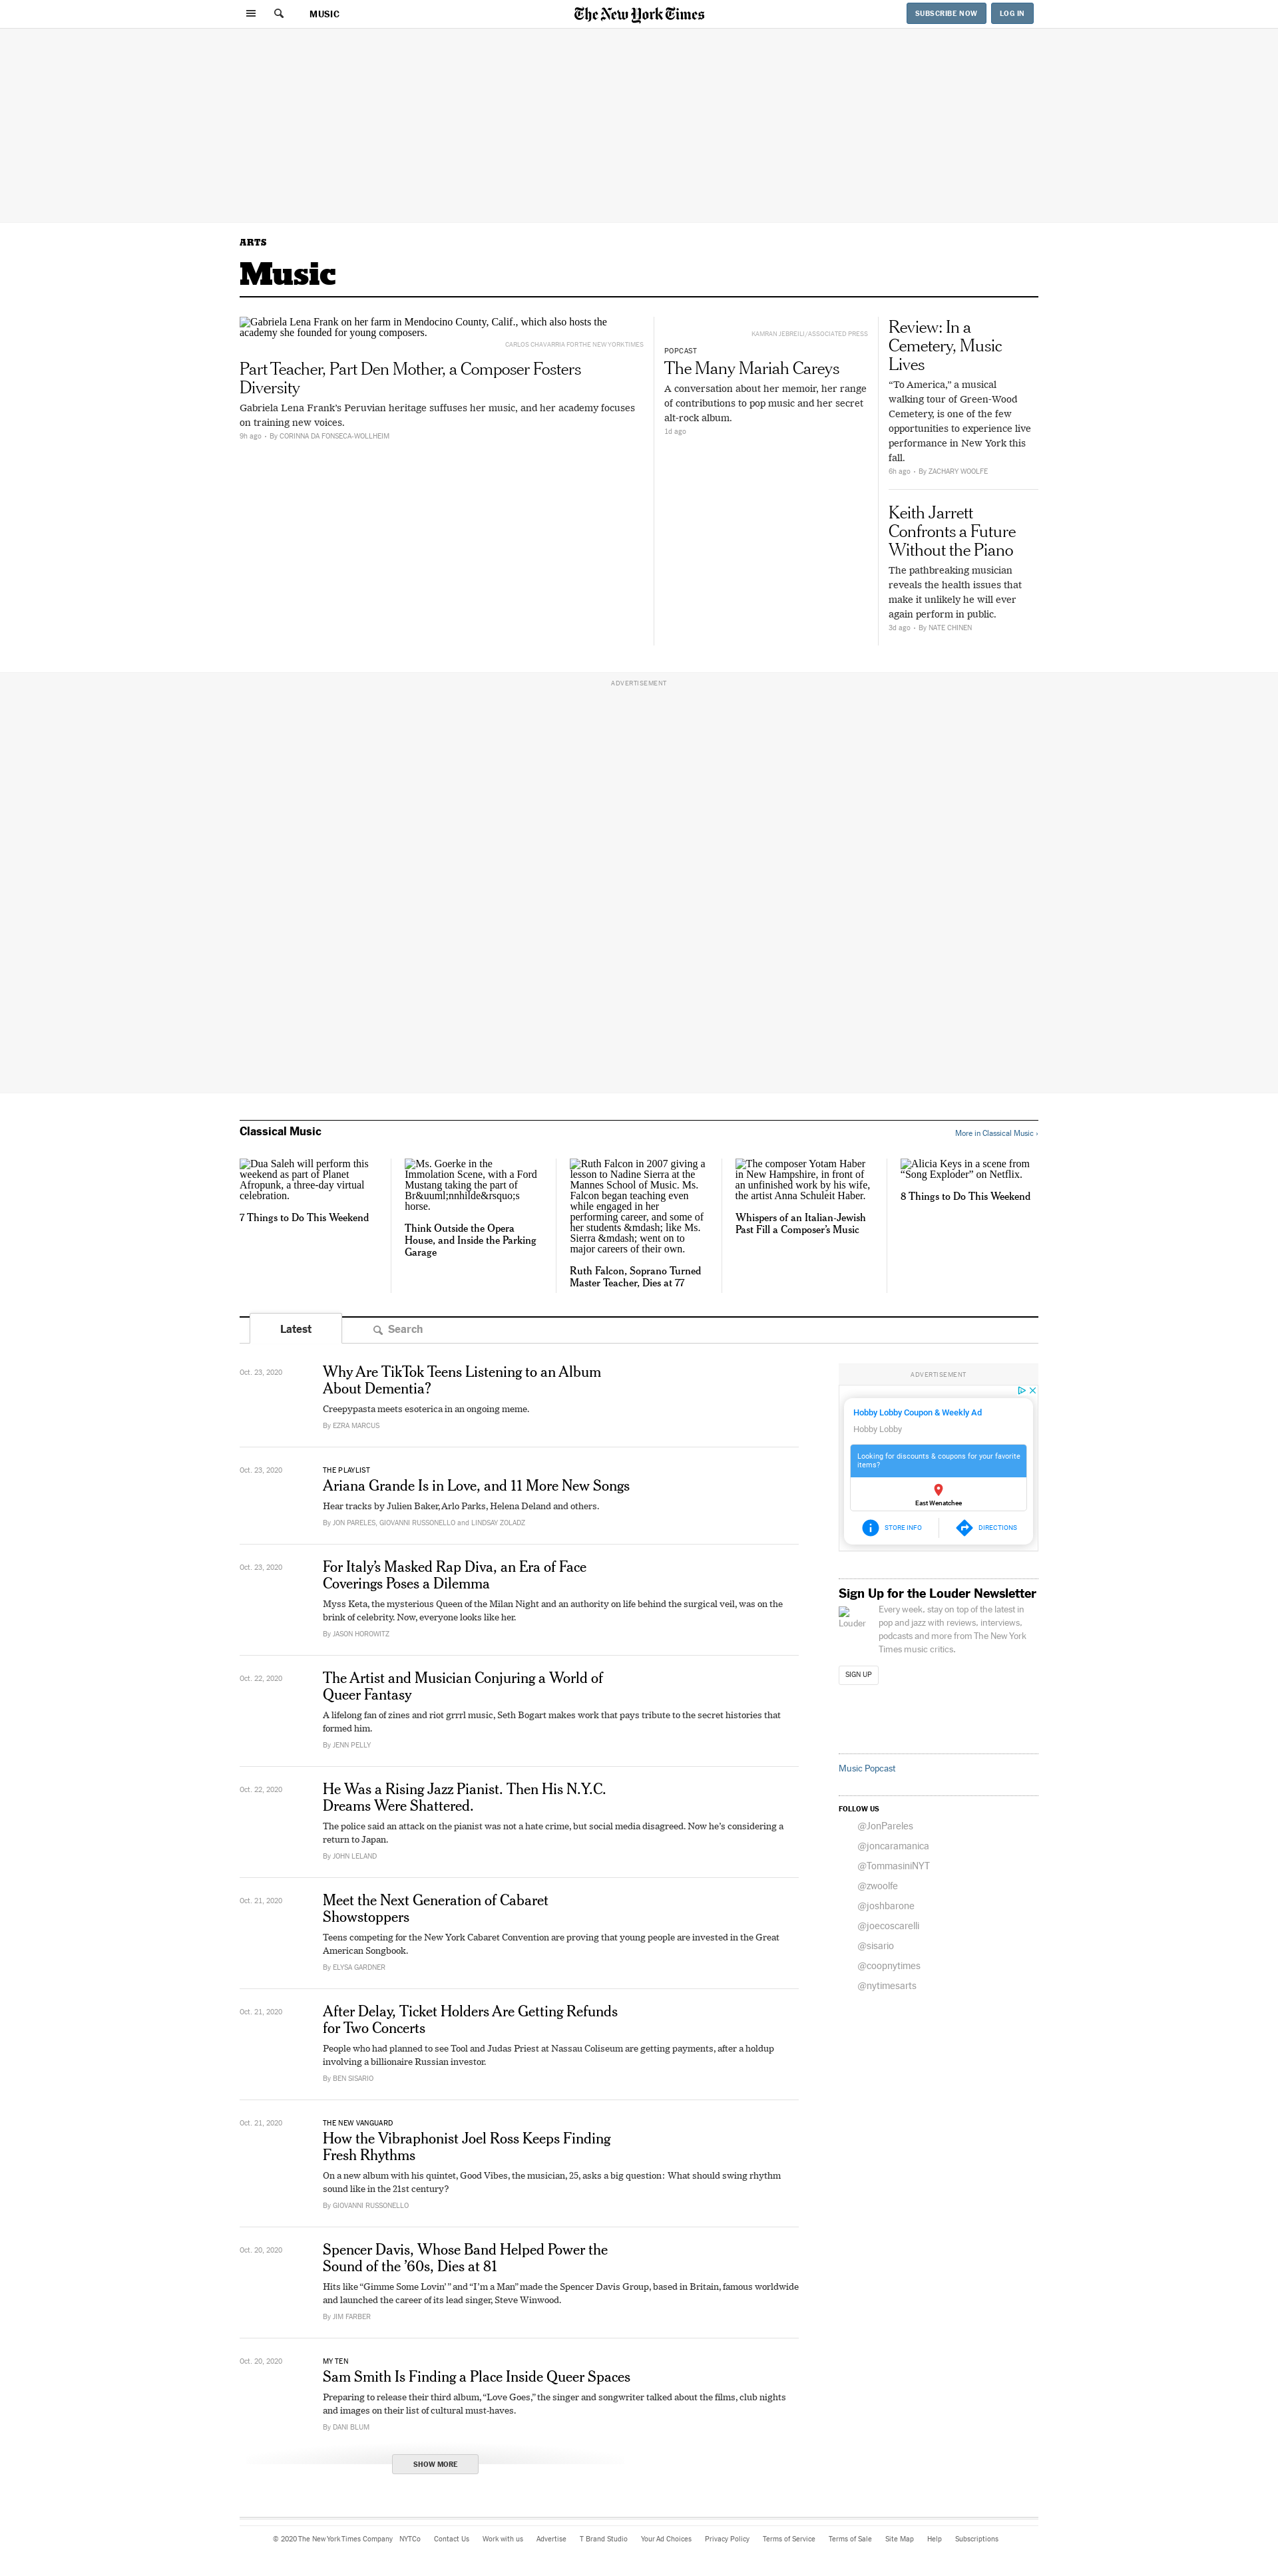 MUSIC
The New York Times
SUBSCRIBE NOW
LOG IN
ARTS
Music
Gabriela Lena Frank on her farm in Mendocino County, Calif., which also hosts the
academy she founded for young composers.
CARLOS CHAVARRIA FOR THE NEW YORK TIMES
Part Teacher, Part Den Mother, a Composer Fosters
Diversity
Gabriela Lena Frank’s Peruvian heritage suffuses her music, and her academy focuses
on training new voices.
9h ago • By CORINNA DA FONSECA-WOLLHEIM
KAMRAN JEBREILI/ASSOCIATED PRESS
POPCAST
The Many Mariah Careys
A conversation about her memoir, her range
of contributions to pop music and her secret
alt-rock album.
1d ago
Review: In a
Cemetery, Music
Lives
“To America,” a musical
walking tour of Green-Wood
Cemetery, is one of the few
opportunities to experience live
performance in New York this
fall.
6h ago • By ZACHARY WOOLFE
Keith Jarrett
Confronts a Future
Without the Piano
The pathbreaking musician
reveals the health issues that
make it unlikely he will ever
again perform in public.
3d ago • By NATE CHINEN
ADVERTISEMENT
Classical Music
More in Classical Music ›
Dua Saleh will perform this
weekend as part of Planet
Afropunk, a three-day virtual
celebration.
7 Things to Do This Weekend
Ms. Goerke in the
Immolation Scene, with a Ford
Mustang taking the part of
Br&uuml;nnhilde&rsquo;s
horse.
Think Outside the Opera
House, and Inside the Parking
Garage
Ruth Falcon in 2007 giving a
lesson to Nadine Sierra at the
Mannes School of Music. Ms.
Falcon began teaching even
while engaged in her
performing career, and some of
her students &mdash; like Ms.
Sierra &mdash; went on to
major careers of their own.
Ruth Falcon, Soprano Turned
Master Teacher, Dies at 77
The composer Yotam Haber
in New Hampshire, in front of
an unfinished work by his wife,
the artist Anna Schuleit Haber.
Whispers of an Italian-Jewish
Past Fill a Composer’s Music
Alicia Keys in a scene from
“Song Exploder” on Netflix.
8 Things to Do This Weekend
Latest
Search
Oct. 23, 2020
Why Are TikTok Teens Listening to an Album
About Dementia?
Creepypasta meets esoterica in an ongoing meme.
By EZRA MARCUS
Oct. 23, 2020
THE PLAYLIST
Ariana Grande Is in Love, and 11 More New Songs
Hear tracks by Julien Baker, Arlo Parks, Helena Deland and others.
By JON PARELES, GIOVANNI RUSSONELLO and LINDSAY ZOLADZ
Oct. 23, 2020
For Italy’s Masked Rap Diva, an Era of Face
Coverings Poses a Dilemma
Myss Keta, the mysterious Queen of the Milan Night and an authority on life behind the surgical veil, was on the
brink of celebrity. Now, everyone looks like her.
By JASON HOROWITZ
Oct. 22, 2020
The Artist and Musician Conjuring a World of
Queer Fantasy
A lifelong fan of zines and riot grrrl music, Seth Bogart makes work that pays tribute to the secret histories that
formed him.
By JENN PELLY
Oct. 22, 2020
He Was a Rising Jazz Pianist. Then His N.Y.C.
Dreams Were Shattered.
The police said an attack on the pianist was not a hate crime, but social media disagreed. Now he’s considering a
return to Japan.
By JOHN LELAND
Oct. 21, 2020
Meet the Next Generation of Cabaret
Showstoppers
Teens competing for the New York Cabaret Convention are proving that young people are invested in the Great
American Songbook.
By ELYSA GARDNER
Oct. 21, 2020
After Delay, Ticket Holders Are Getting Refunds
for Two Concerts
People who had planned to see Tool and Judas Priest at Nassau Coliseum are getting payments, after a holdup
involving a billionaire Russian investor.
By BEN SISARIO
Oct. 21, 2020
THE NEW VANGUARD
How the Vibraphonist Joel Ross Keeps Finding
Fresh Rhythms
On a new album with his quintet, Good Vibes, the musician, 25, asks a big question: What should swing rhythm
sound like in the 21st century?
By GIOVANNI RUSSONELLO
Oct. 20, 2020
Spencer Davis, Whose Band Helped Power the
Sound of the ’60s, Dies at 81
Hits like “Gimme Some Lovin’ ” and “I’m a Man” made the Spencer Davis Group, based in Britain, famous worldwide
and launched the career of its lead singer, Steve Winwood.
By JIM FARBER
Oct. 20, 2020
MY TEN
Sam Smith Is Finding a Place Inside Queer Spaces
Preparing to release their third album, “Love Goes,” the singer and songwriter talked about the films, club nights
and images on their list of cultural must-haves.
By DANI BLUM
SHOW MORE
ADVERTISEMENT
Hobby Lobby Coupon & Weekly Ad
Hobby Lobby
Looking for discounts & coupons for your favorite
items?
East Wenatchee
STORE INFO
DIRECTIONS
Sign Up for the Louder Newsletter
Louder
Every week, stay on top of the latest in
pop and jazz with reviews, interviews,
podcasts and more from The New York
Times music critics.
SIGN UP
Music Popcast
FOLLOW US
@JonPareles
@joncaramanica
@TommasiniNYT
@zwoolfe
@joshbarone
@joecoscarelli
@sisario
@coopnytimes
@nytimesarts
© 2020 The New York Times Company NYTCo Contact Us Work with us Advertise T Brand Studio Your Ad Choices Privacy Policy Terms of Service Terms of Sale Site Map Help Subscriptions